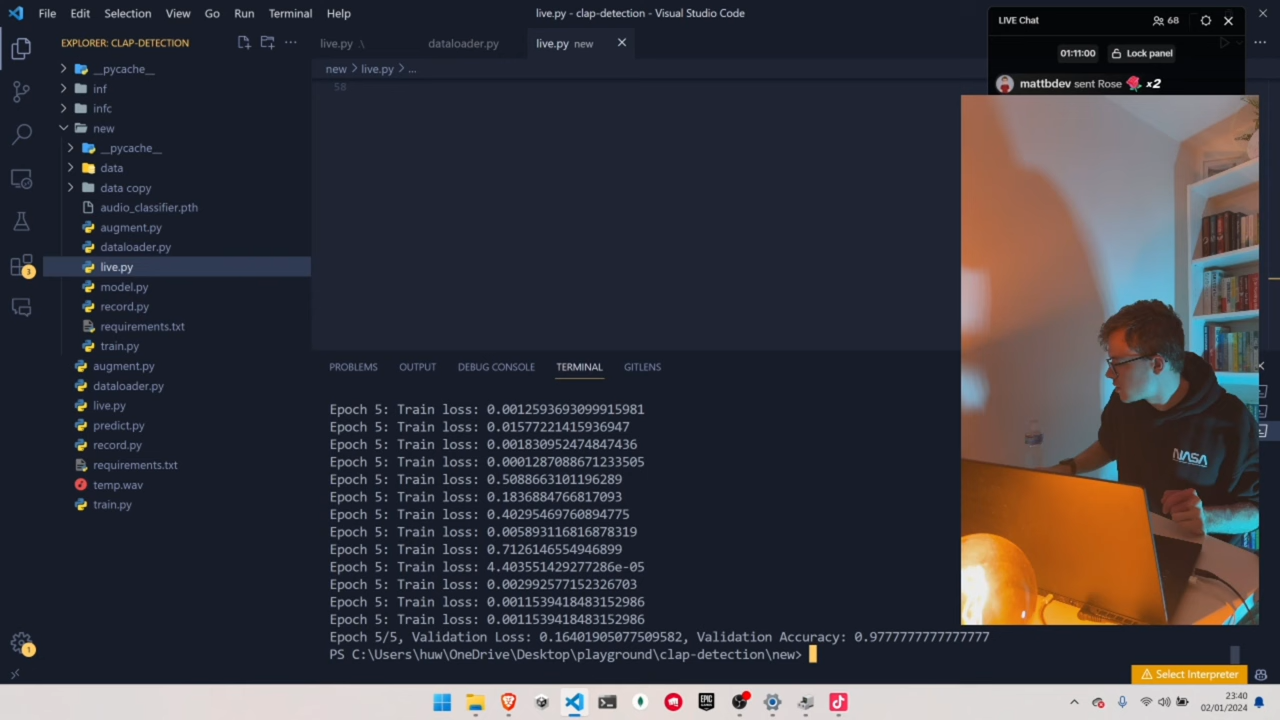 File Edit Selection View Go Run Terminal Help
live.py - clap-detection - Visual Studio Code
EXPLORER: CLAP-DETECTION
live.py .\ dataloader.py live.py new
new > live.py > ...
58
__pycache__
inf
infc
new
__pycache__
data
data copy
audio_classifier.pth
augment.py
dataloader.py
live.py
model.py
record.py
requirements.txt
train.py
augment.py
dataloader.py
live.py
predict.py
record.py
requirements.txt
temp.wav
train.py
3
1
LIVE Chat 68
01:11:00 Lock panel
mattbdev sent Rose x2
NASA
PROBLEMS OUTPUT DEBUG CONSOLE TERMINAL GITLENS
Epoch 5: Train loss: 0.0012593693099915981
Epoch 5: Train loss: 0.01577221415936947
Epoch 5: Train loss: 0.001830952474847436
Epoch 5: Train loss: 0.0001287088671233505
Epoch 5: Train loss: 0.5088663101196289
Epoch 5: Train loss: 0.1836884766817093
Epoch 5: Train loss: 0.40295469760894775
Epoch 5: Train loss: 0.005893116816878319
Epoch 5: Train loss: 0.7126146554946899
Epoch 5: Train loss: 4.403551429277286e-05
Epoch 5: Train loss: 0.002992577152326703
Epoch 5: Train loss: 0.0011539418483152986
Epoch 5: Train loss: 0.0011539418483152986
Epoch 5/5, Validation Loss: 0.16401905077509582, Validation Accuracy: 0.9777777777777777
PS C:\Users\huw\OneDrive\Desktop\playground\clap-detection\new>
Select Interpreter
EPIC
23:40
02/01/2024